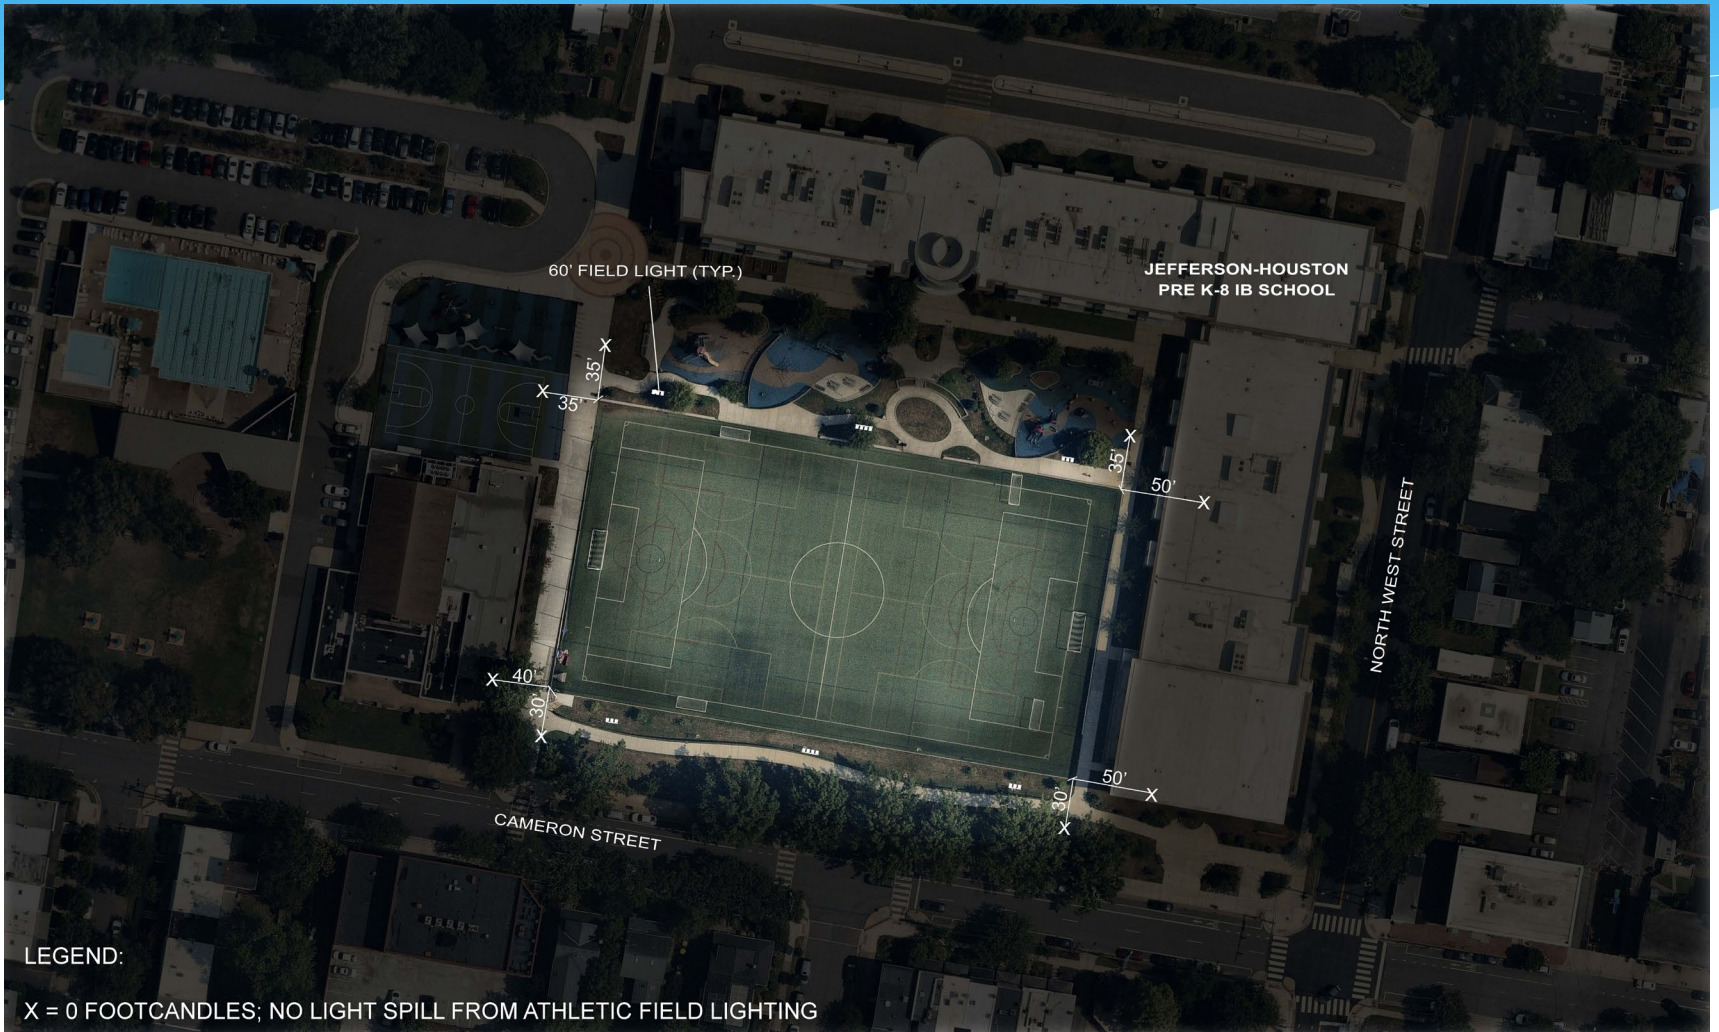 60' FIELD LIGHT (TYP.)
JEFFERSON-HOUSTON
PRE K-8 IB SCHOOL
X
35'
X
35'
X
35'
50'
X
NORTH WEST STREET
X
40'
30'
X
50'
X
30'
X
CAMERON STREET
LEGEND:
X = 0 FOOTCANDLES; NO LIGHT SPILL FROM ATHLETIC FIELD LIGHTING